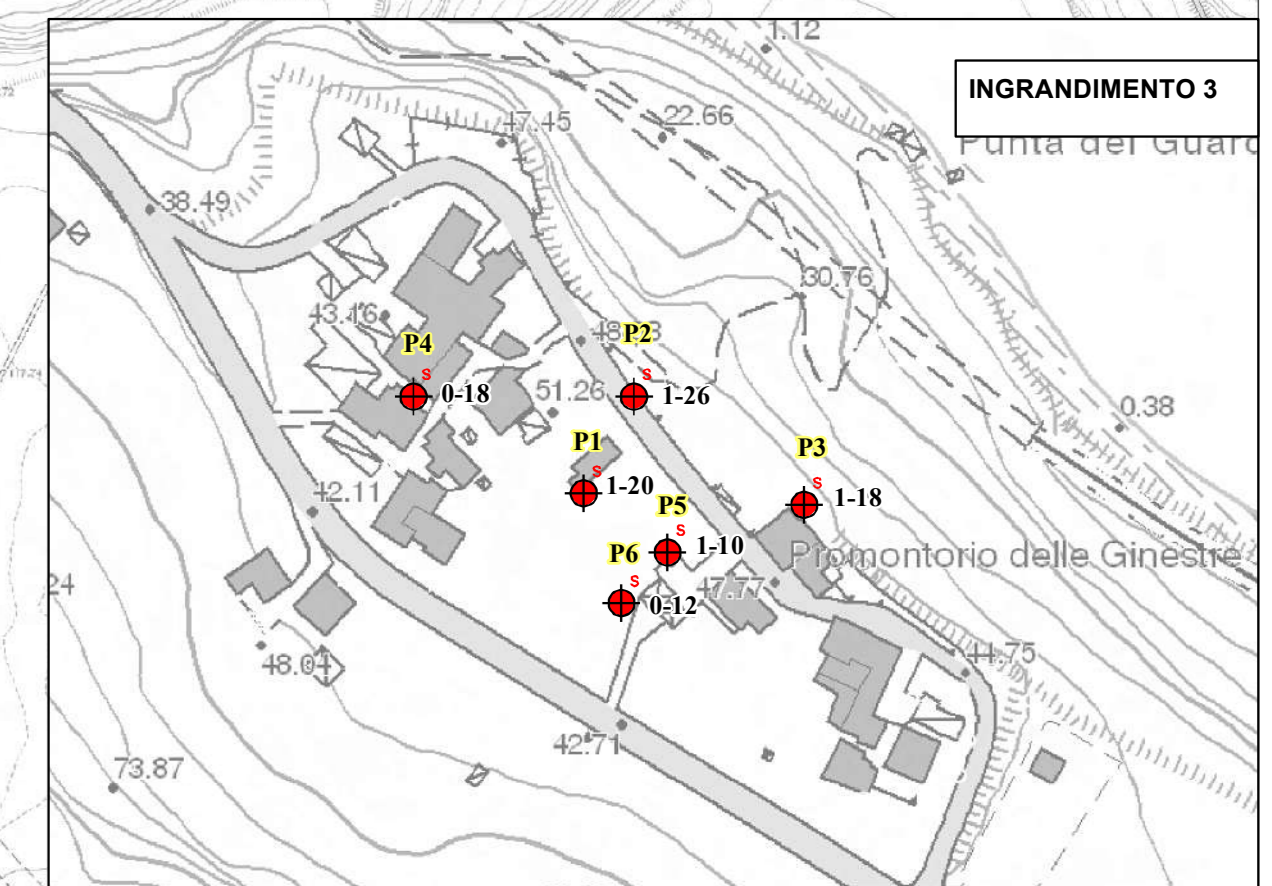 1.12
INGRANDIMENTO 3
47.45
22.66
Punta del Guard
38.49
30.76
43.16
P2
P4
S
S
0-18
1-26
51.26
0.38
P1
P3
S
S
1-20
1-18
42.11
P5
S
1-10
Promontorio delle Ginestre
P6
S
0-12
47.77
24
48.04
44.75
42.71
73.87